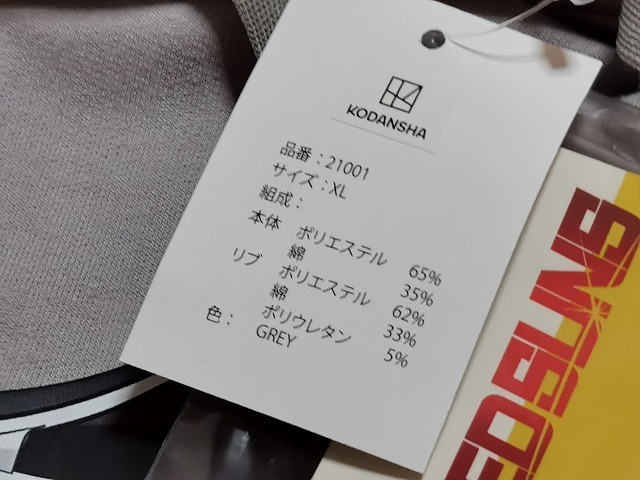 KODANSHA
品番：21001
サイズ：XL
組成：
本体 ポリエステル 65%
綿 35%
リブ ポリエステル 62%
綿 33%
ポリウレタン 5%
色： GREY